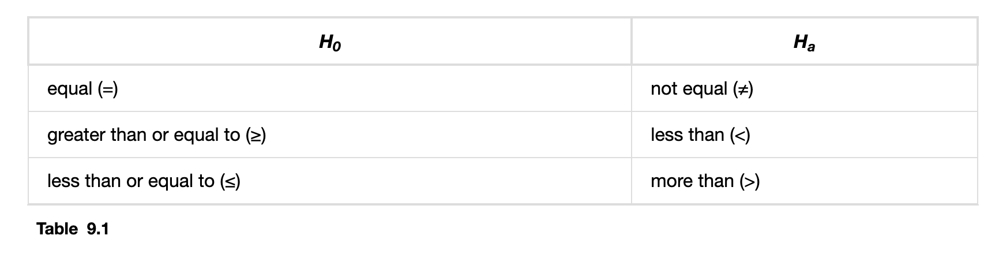 H0 Ha
equal (=) not equal (≠)
greater than or equal to (≥) less than (<)
less than or equal to (≤) more than (>)
Table 9.1